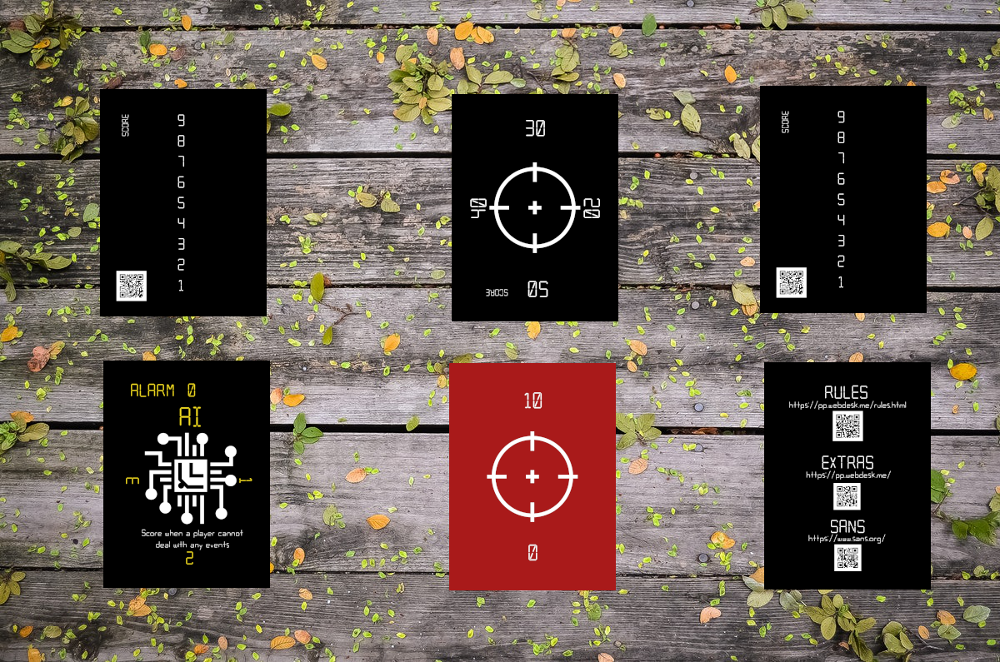 SCORE
9
8
7
6
5
4
3
2
1
30
40
20
SCORE
50
SCORE
9
8
7
6
5
4
3
2
1
ALARM 0
AI
3
1
Score when a player cannot
deal with any events
2
10
0
RULES
https://pp.webdesk.me/rules.html
EXTRAS
https://pp.webdesk.me/
SANS
https://www.sans.org/